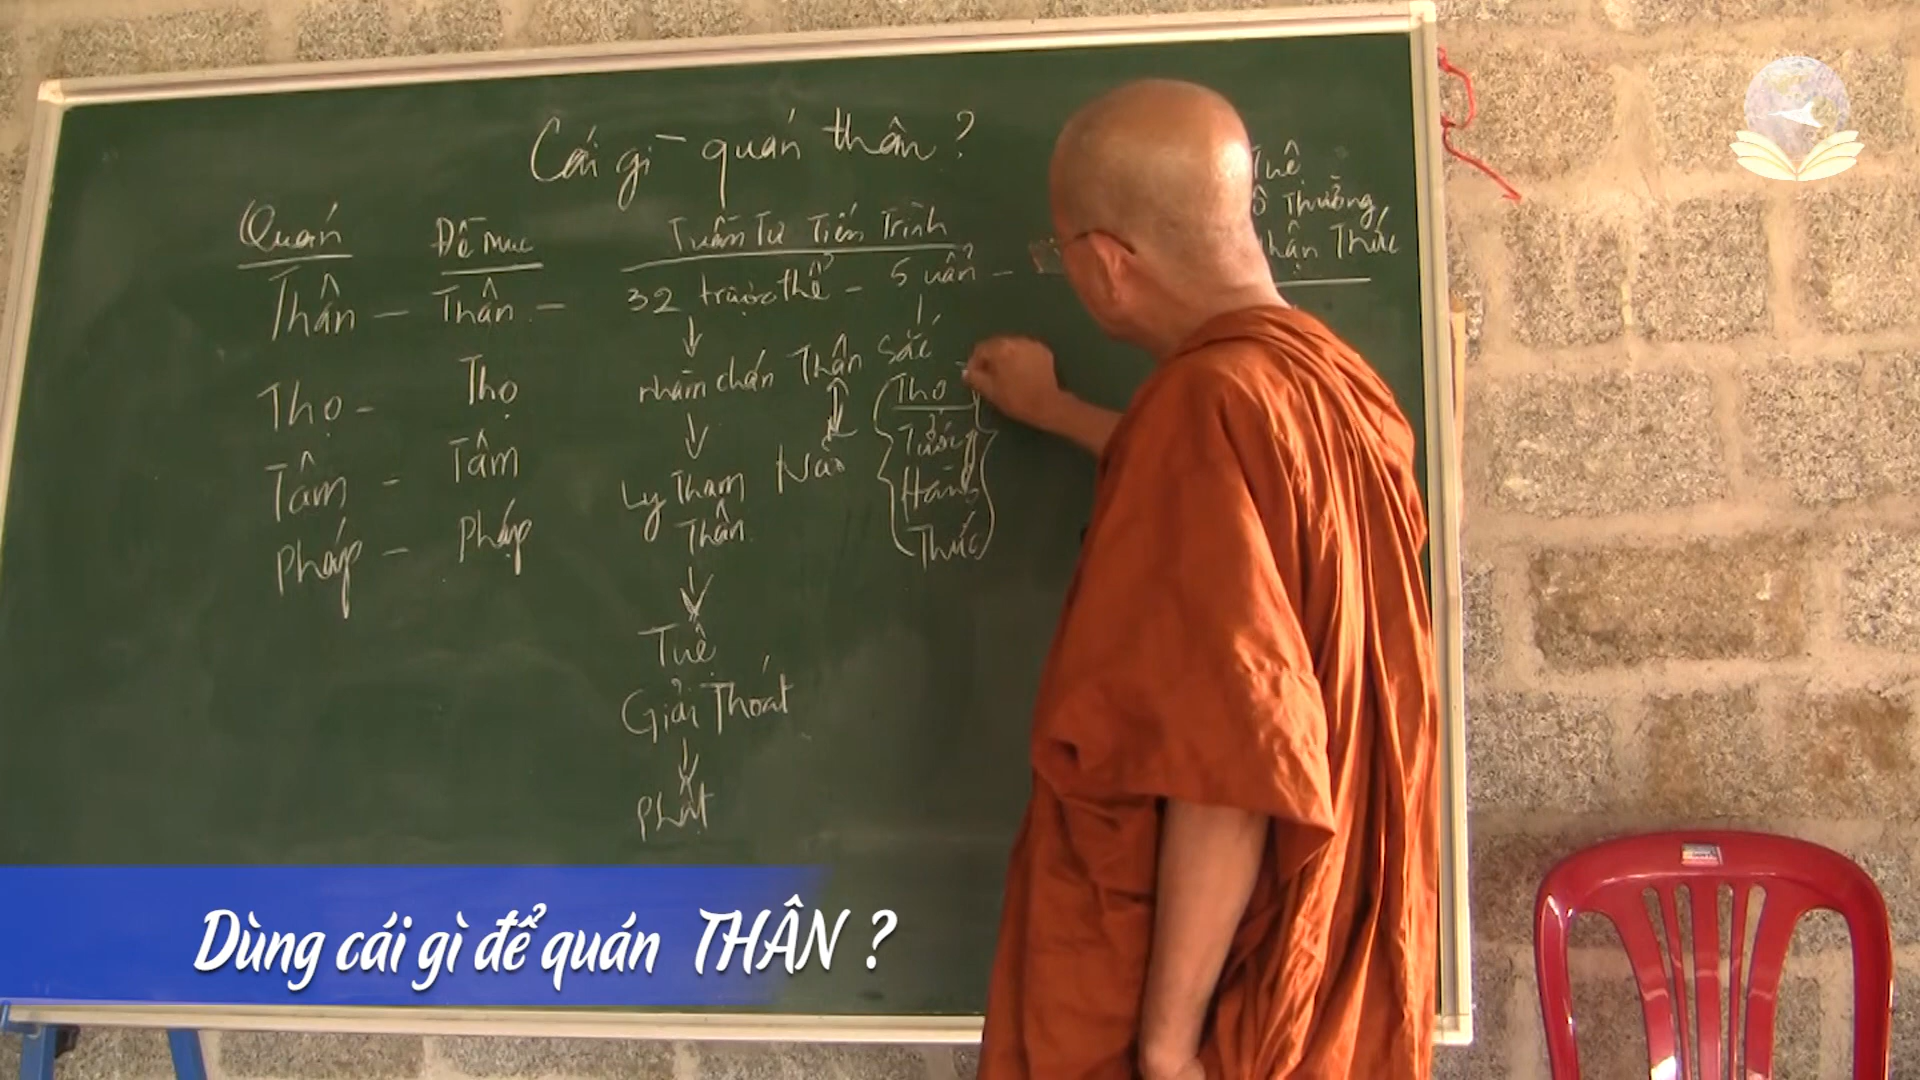 Cái gì quán thân?
Quán
Thân - Thân -
Thọ - Thọ
Tâm - Tâm
Pháp - Pháp
Đề mục
Tuần Tự Tiến Trình
32 trược thể - 5 uẩn -
nhàm chán Thân
Ly Tham Nào
Thân
Tuệ
Giải Thoát
Phật
Sắc
Thọ
Tưởng
Hành
Thức
Tuệ
Thường
Thức
Dùng cái gì để quán THÂN ?